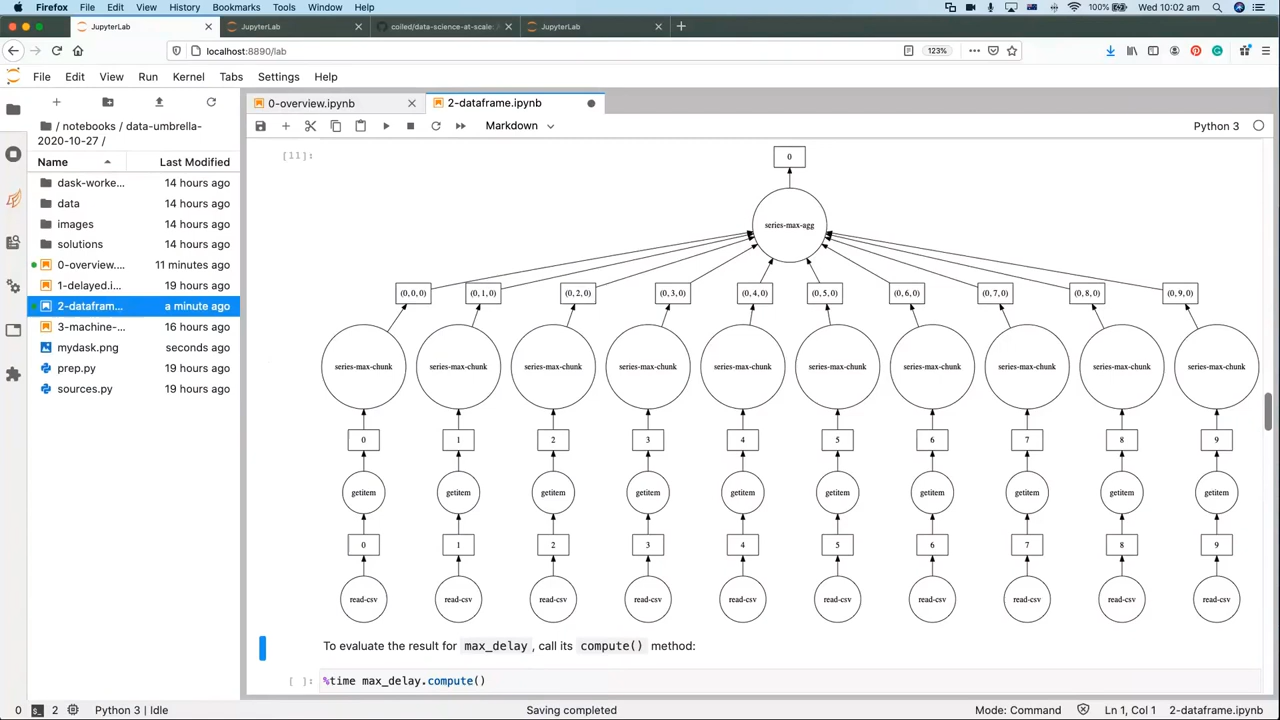 Firefox File Edit View History Bookmarks Tools Window Help 100% Wed 10:02 am
JupyterLab JupyterLab coiled/data-science-at-scale: JupyterLab
localhost:8890/lab 123%
File Edit View Run Kernel Tabs Settings Help
0-overview.ipynb 2-dataframe.ipynb
/ notebooks / data-umbrella-
2020-10-27 /
Markdown Python 3
Name Last Modified
dask-worke... 14 hours ago
data 14 hours ago
images 14 hours ago
solutions 14 hours ago
0-overview.... 11 minutes ago
1-delayed.i... 19 hours ago
2-datafram... a minute ago
3-machine-... 16 hours ago
mydask.png seconds ago
prep.py 19 hours ago
sources.py 19 hours ago
[11]:
0
series-max-agg
(0,0,0) (0,1,0) (0,2,0) (0,3,0) (0,4,0) (0,5,0) (0,6,0) (0,7,0) (0,8,0) (0,9,0)
series-max-chunk series-max-chunk series-max-chunk series-max-chunk series-max-chunk series-max-chunk series-max-chunk series-max-chunk series-max-chunk series-max-chunk
0 1 2 3 4 5 6 7 8 9
getitem getitem getitem getitem getitem getitem getitem getitem getitem getitem
0 1 2 3 4 5 6 7 8 9
read-csv read-csv read-csv read-csv read-csv read-csv read-csv read-csv read-csv read-csv
To evaluate the result for max_delay , call its compute() method:
[ ]: %time max_delay.compute()
0 2 Python 3 | Idle Saving completed Mode: Command Ln 1, Col 1 2-dataframe.ipynb